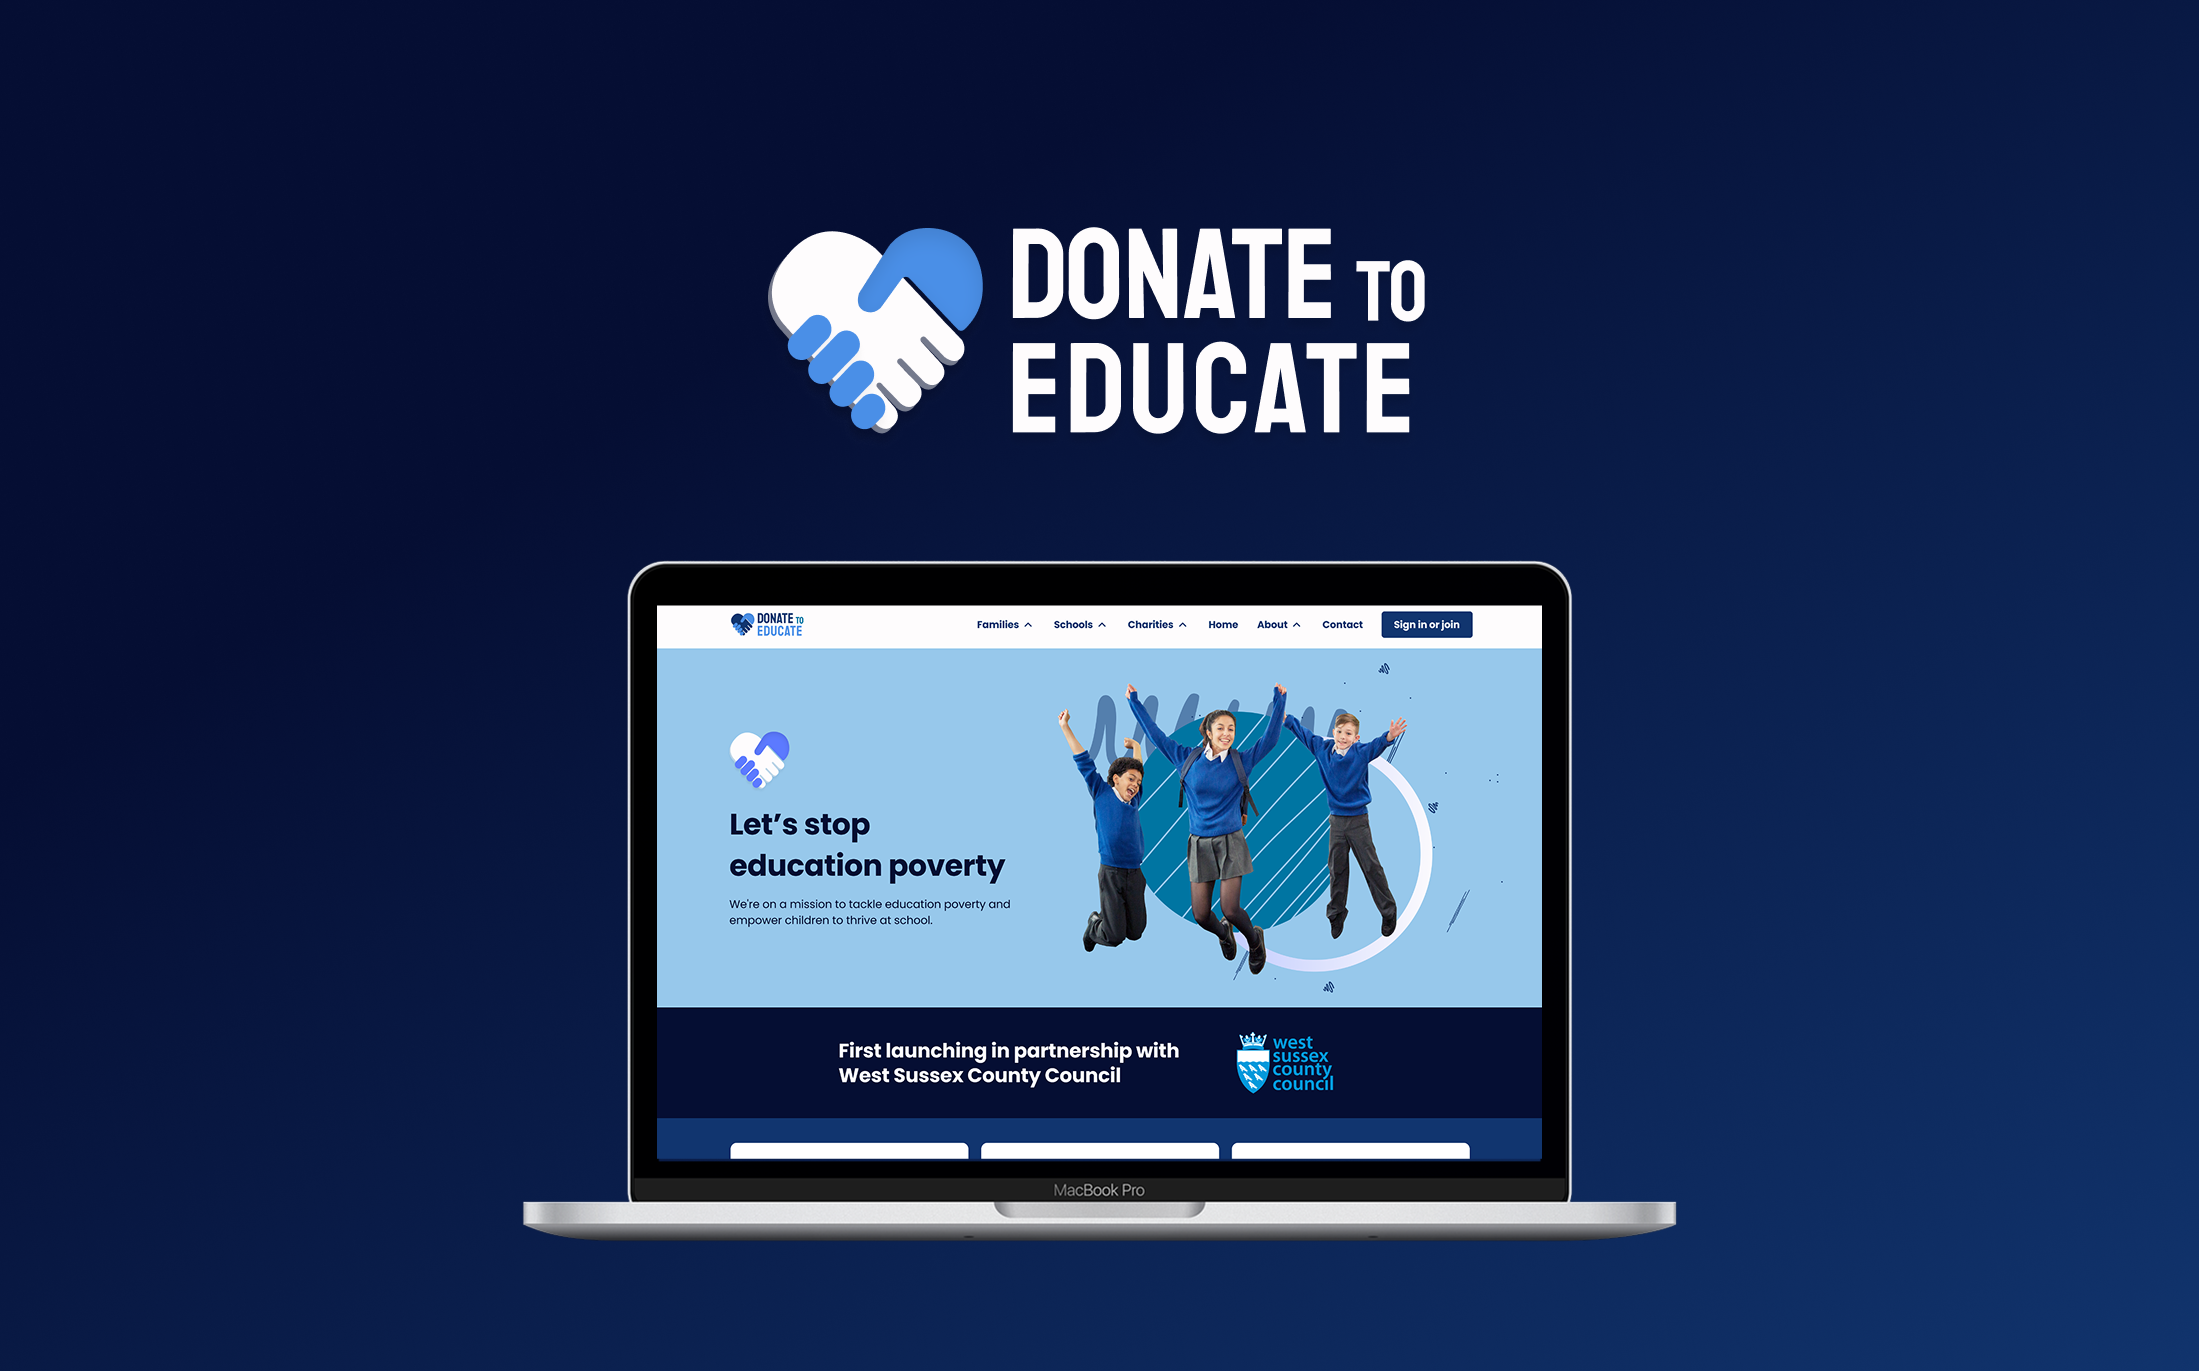 DONATE TO
EDUCATE
DONATE TO
EDUCATE
Families
Schools
Charities
Home
About
Contact
Sign in or join
Let's stop
education poverty
We're on a mission to tackle education poverty and
empower children to thrive at school.
First launching in partnership with
West Sussex County Council
west
sussex
county
council
MacBook Pro